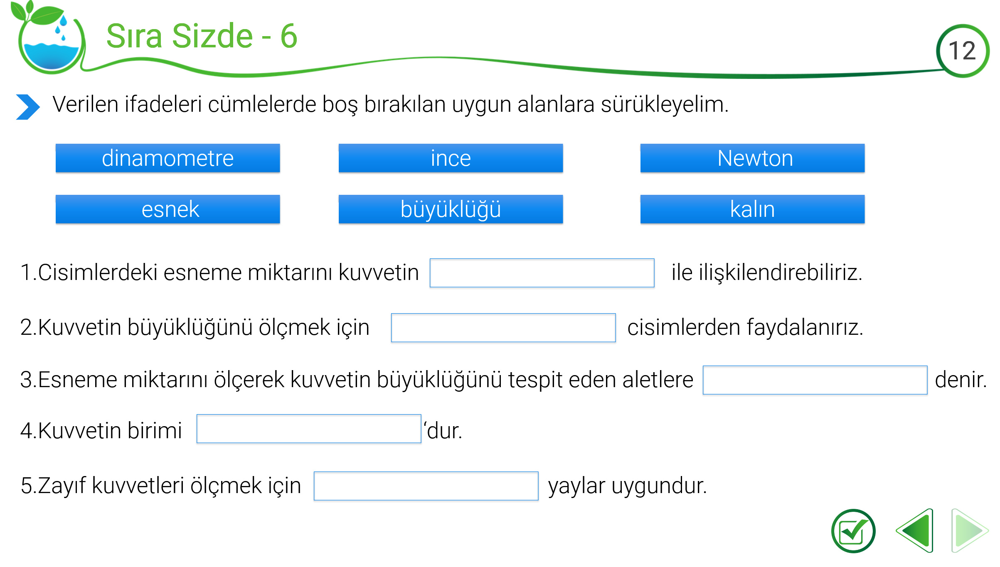 Sıra Sizde - 6
12
Verilen ifadeleri cümlelerde boş bırakılan uygun alanlara sürükleyelim.
dinamometre ince Newton
esnek büyüklüğü kalın
1.Cisimlerdeki esneme miktarını kuvvetin ile ilişkilendirebiliriz.
2.Kuvvetin büyüklüğünü ölçmek için cisimlerden faydalanırız.
3.Esneme miktarını ölçerek kuvvetin büyüklüğünü tespit eden aletlere denir.
4.Kuvvetin birimi ‘dur.
5.Zayıf kuvvetleri ölçmek için yaylar uygundur.